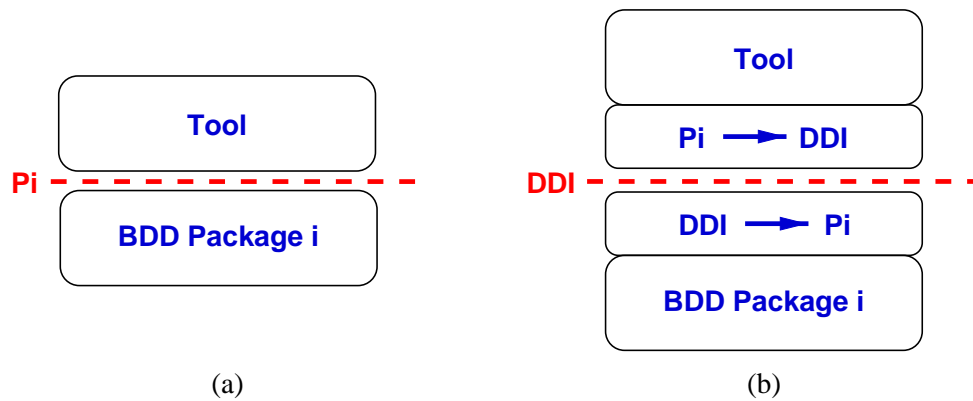 Tool
Pi
BDD Package i
(a)
Tool
Pi DDI
DDI
DDI Pi
BDD Package i
(b)